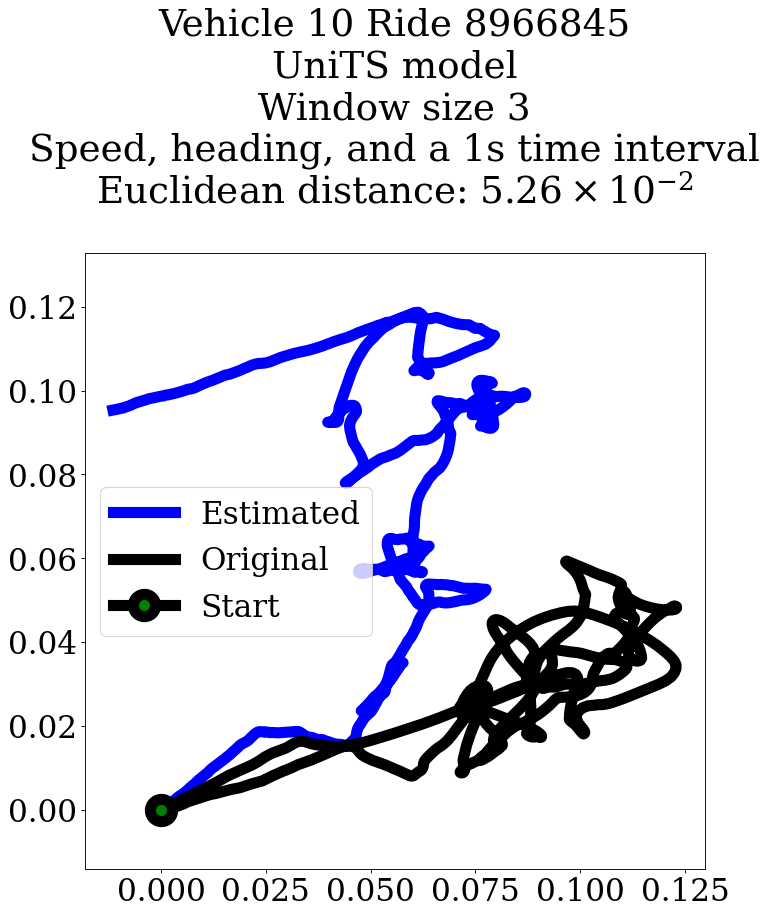 Vehicle 10 Ride 8966845
UniTS model
Window size 3
Speed, heading, and a 1s time interval
Euclidean distance: 5.26 × 10⁻²
0.12
0.10
0.08
0.06
0.04
0.02
0.00
Estimated
Original
Start
0.000 0.025 0.050 0.075 0.100 0.125